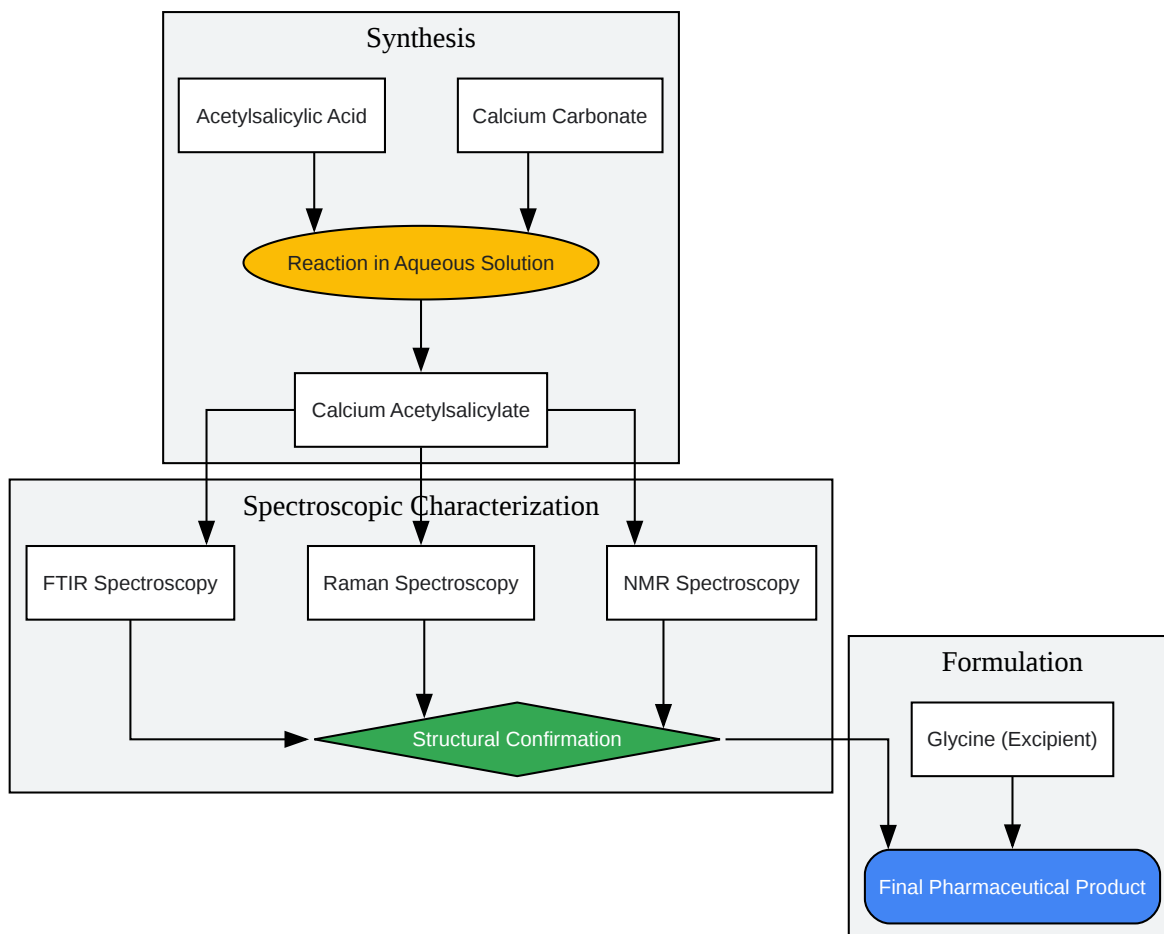 Synthesis
Acetylsalicylic Acid
Calcium Carbonate
Reaction in Aqueous Solution
Calcium Acetylsalicylate
Spectroscopic Characterization
FTIR Spectroscopy
Raman Spectroscopy
NMR Spectroscopy
Structural Confirmation
Formulation
Glycine (Excipient)
Final Pharmaceutical Product